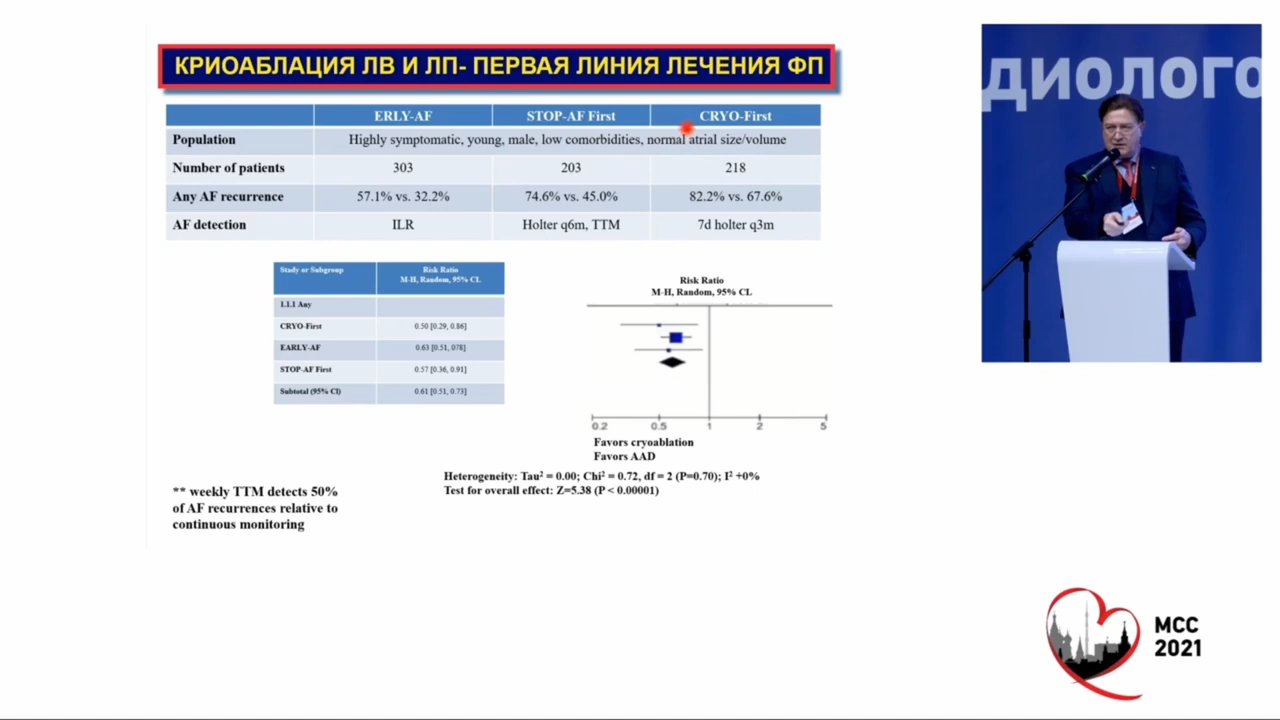 КРИОАБЛАЦИЯ ЛВ И ЛП- ПЕРВАЯ ЛИНИЯ ЛЕЧЕНИЯ ФП
ERLY-AF STOP-AF First CRYO-First
Population Highly symptomatic, young, male, low comorbidities, normal atrial size/volume
Number of patients 303 203 218
Any AF recurrence 57.1% vs. 32.2% 74.6% vs. 45.0% 82.2% vs. 67.6%
AF detection ILR Holter q6m, TTM 7d holter q3m
Study or Subgroup Risk Ratio
M-H, Random, 95% CL
1.1.1 Any
CRYO-First 0.50 [0.29, 0.86]
EARLY-AF 0.63 [0.51, 078]
STOP-AF First 0.57 [0.36, 0.91]
Subtotal (95% CI) 0.61 [0.51, 0.73]
Risk Ratio
M-H, Random, 95% CL
0.2 0.5 1 2 5
Favors cryoablation
Favors AAD
Heterogeneity: Tau² = 0.00; Chi² = 0.72, df = 2 (P=0.70); I² +0%
Test for overall effect: Z=5.38 (P < 0.00001)
** weekly TTM detects 50%
of AF recurrences relative to
continuous monitoring
диолого
МСС
2021